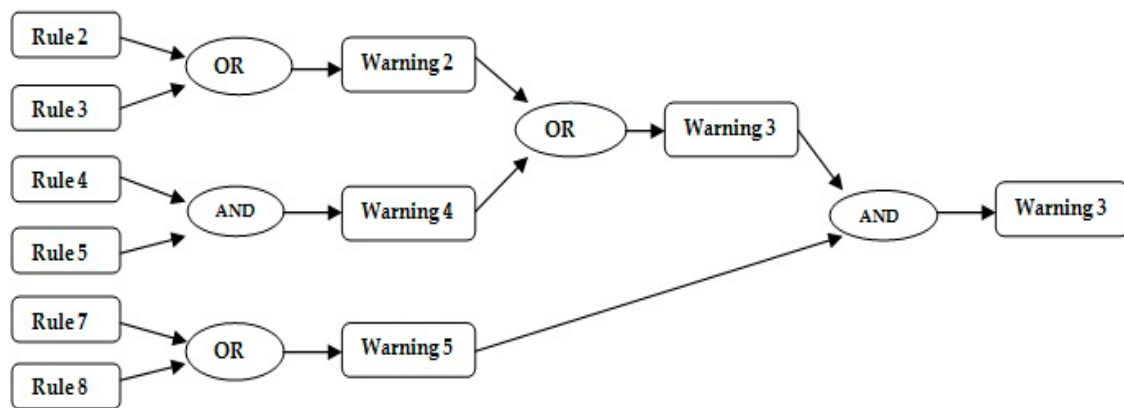 Rule 2
OR
Warning 2
Rule 3
OR
Warning 3
Rule 4
AND
Warning 4
AND
Warning 3
Rule 5
Rule 7
OR
Warning 5
Rule 8